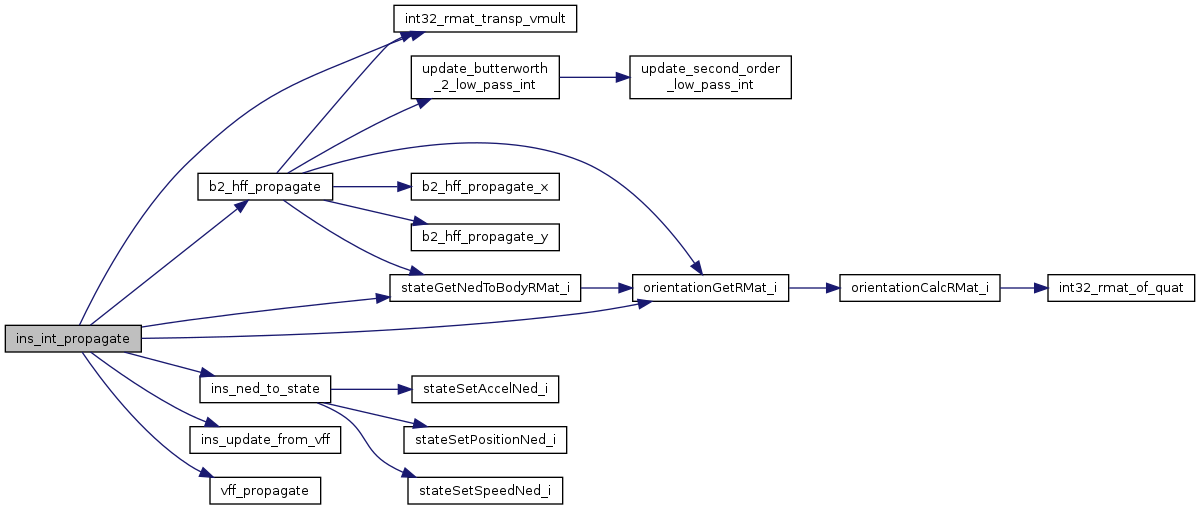 int32_rmat_transp_vmult
update_butterworth
_2_low_pass_int
update_second_order
_low_pass_int
b2_hff_propagate
b2_hff_propagate_x
b2_hff_propagate_y
stateGetNedToBodyRMat_i
orientationGetRMat_i
orientationCalcRMat_i
int32_rmat_of_quat
ins_int_propagate
ins_ned_to_state
stateSetAccelNed_i
ins_update_from_vff
stateSetPositionNed_i
vff_propagate
stateSetSpeedNed_i